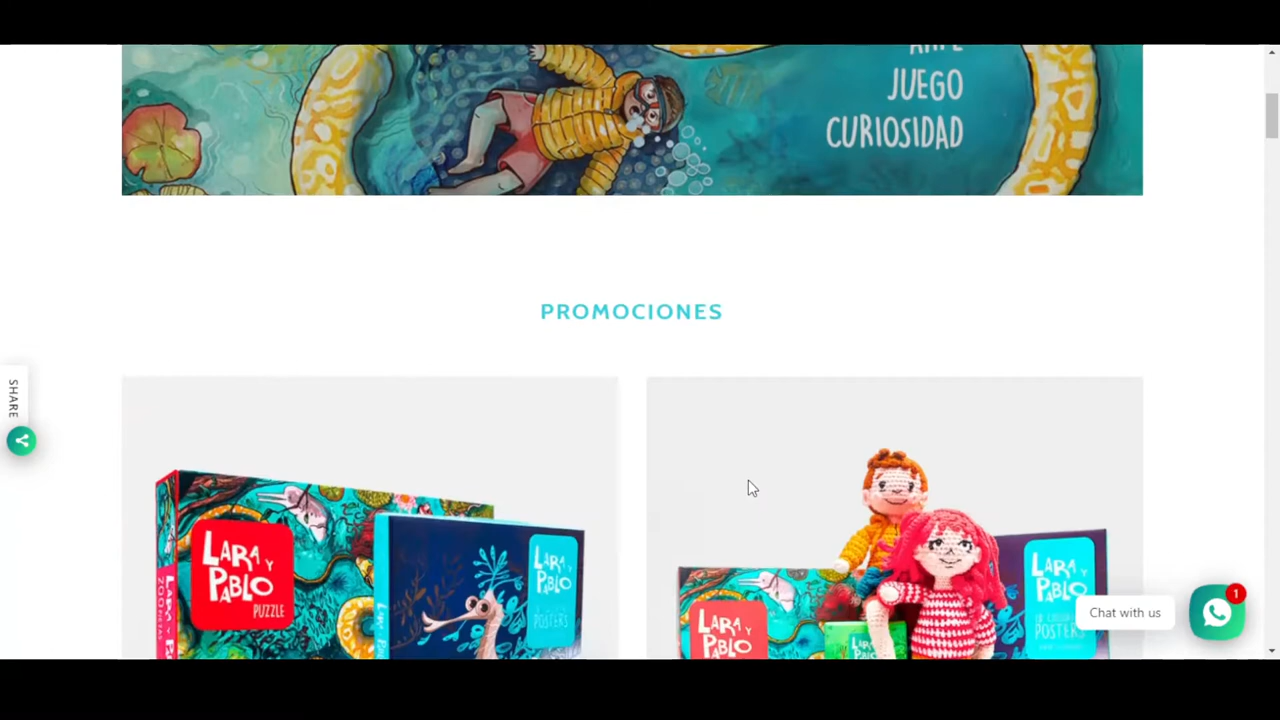 JUEGO
CURIOSIDAD
PROMOCIONES
SHARE
LARA Y
PABLO
PUZZLE
LARA Y
PABLO
POSTERS
LARA Y
PABLO
LARA Y
PABLO
POSTERS
Chat with us
1